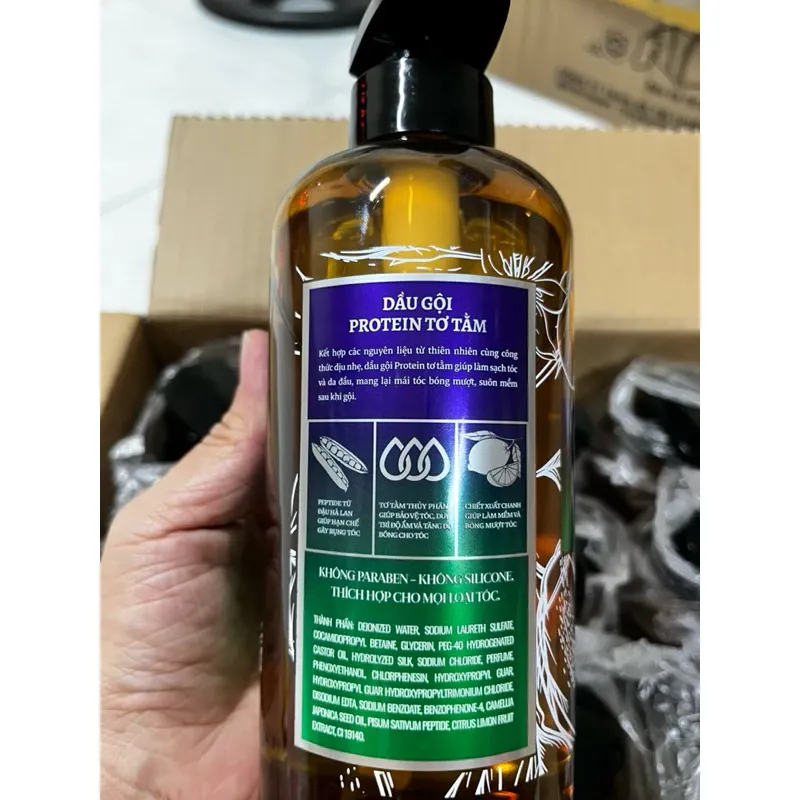 DẦU GỘI
PROTEIN TƠ TẰM
Kết hợp các nguyên liệu từ thiên nhiên cùng công
thức dịu nhẹ, dầu gội Protein tơ tằm giúp làm sạch tóc
và da đầu, mang lại mái tóc bóng mượt, suôn mềm
sau khi gội.
PEPTIDE TỪ
ĐẬU HÀ LAN
GIÚP HẠN CHẾ
GÃY RỤNG TÓC
TƠ TẰM THỦY PHÂN
GIÚP BẢO VỆ TÓC, DUY
TRÌ ĐỘ ẨM VÀ TĂNG ĐỘ
BÓNG CHO TÓC
CHIẾT XUẤT CHANH
GIÚP LÀM MỀM VÀ
BÓNG MƯỢT TÓC
KHÔNG PARABEN – KHÔNG SILICONE.
THÍCH HỢP CHO MỌI LOẠI TÓC.
THÀNH PHẦN: DEIONIZED WATER, SODIUM LAURETH SULFATE,
COCAMIDOPROPYL BETAINE, GLYCERIN, PEG-40 HYDROGENATED
CASTOR OIL, HYDROLYZED SILK, SODIUM CHLORIDE, PERFUME,
PHENOXYETHANOL, CHLORPHENESIN, HYDROXYPROPYL GUAR,
HYDROXYPROPYL GUAR HYDROXYPROPYLTRIMONIUM CHLORIDE,
DISODIUM EDTA, SODIUM BENZOATE, BENZOPHENONE-4, CAMELLIA
JAPONICA SEED OIL, PISUM SATIVUM PEPTIDE, CITRUS LIMON FRUIT
EXTRACT, CI 19140.